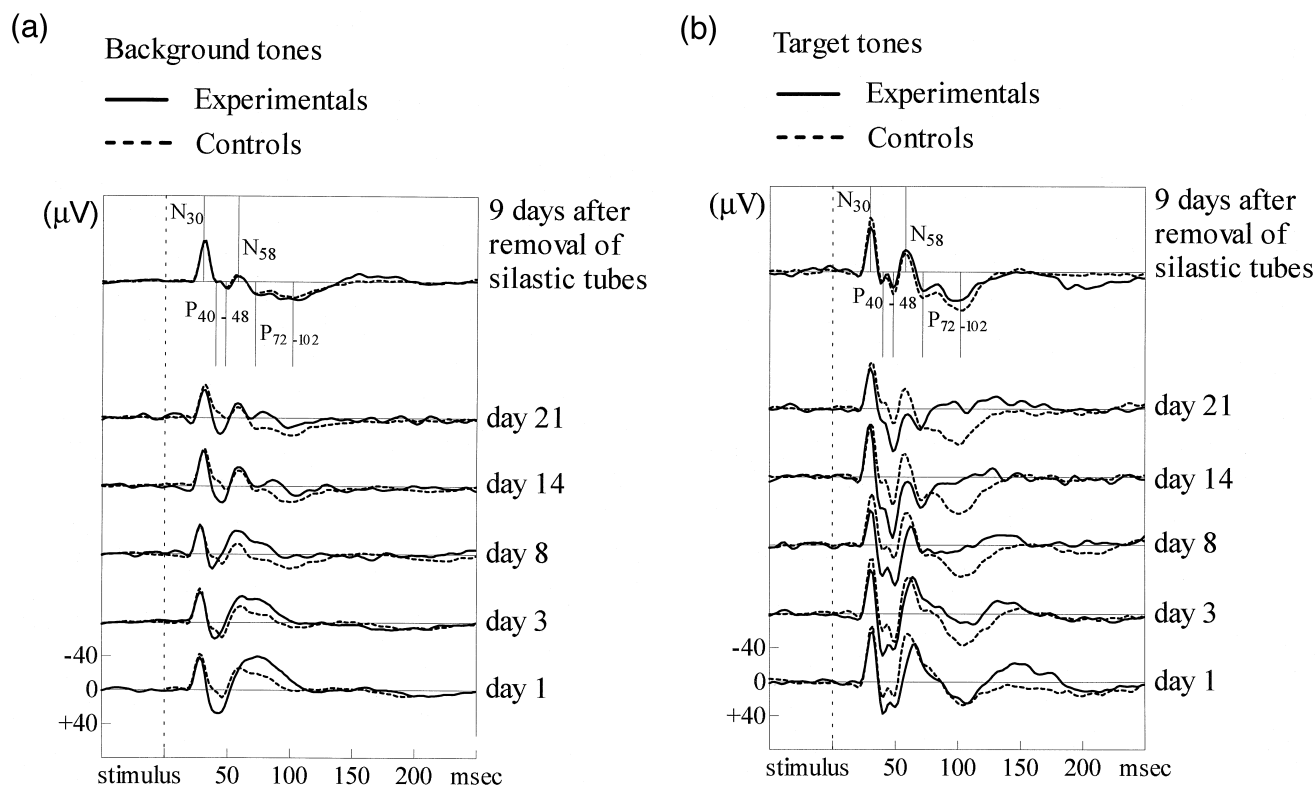 (a)
Background tones
Experimentals
Controls
(μV)
N30
N58
P40 - 48
P72 -102
9 days after
removal of
silastic tubes
day 21
day 14
day 8
day 3
day 1
-40
0
+40
stimulus 50 100 150 200 msec
(b)
Target tones
Experimentals
Controls
(μV)
N30
N58
P40 - 48
P72 -102
9 days after
removal of
silastic tubes
day 21
day 14
day 8
day 3
day 1
-40
0
+40
stimulus 50 100 150 200 msec